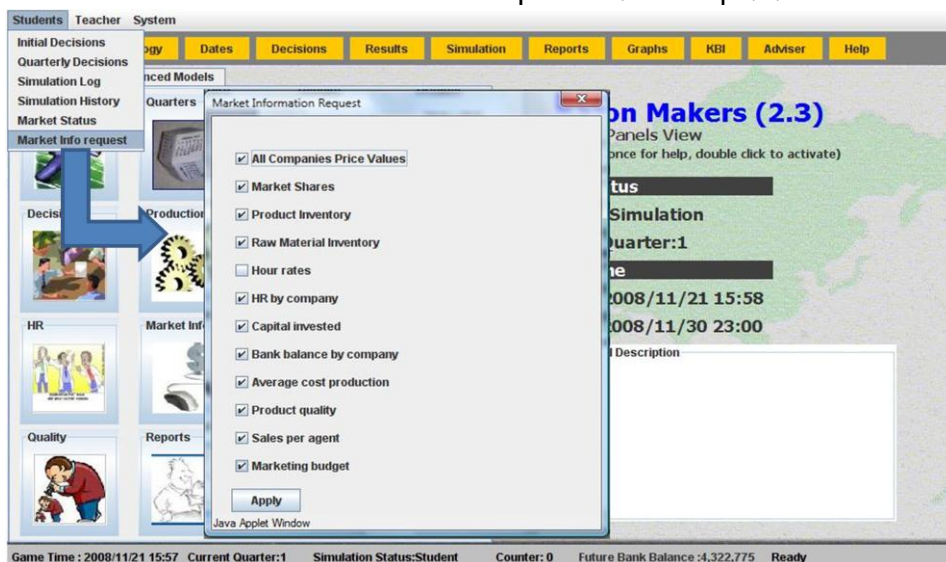 Students Teacher System
Initial Decisions
Quarterly Decisions
Simulation Log
Simulation History
Market Status
Market Info request
ogy Dates Decisions Results Simulation Reports Graphs KBI Adviser Help
nced Models
Quarters
Market Information Request
All Companies Price Values
Market Shares
Product Inventory
Raw Material Inventory
Hour rates
HR by company
Capital invested
Bank balance by company
Average cost production
Product quality
Sales per agent
Marketing budget
Apply
Java Applet Window
on Makers (2.3)
Panels View
once for help, double click to activate)
tus
Simulation
Quarter:1
me
2008/11/21 15:58
2008/11/30 23:00
l Description
Decisi
Production
HR
Market Inf
Quality
Reports
Game Time : 2008/11/21 15:57 Current Quarter:1 Simulation Status:Student Counter: 0 Future Bank Balance :4,322,775 Ready